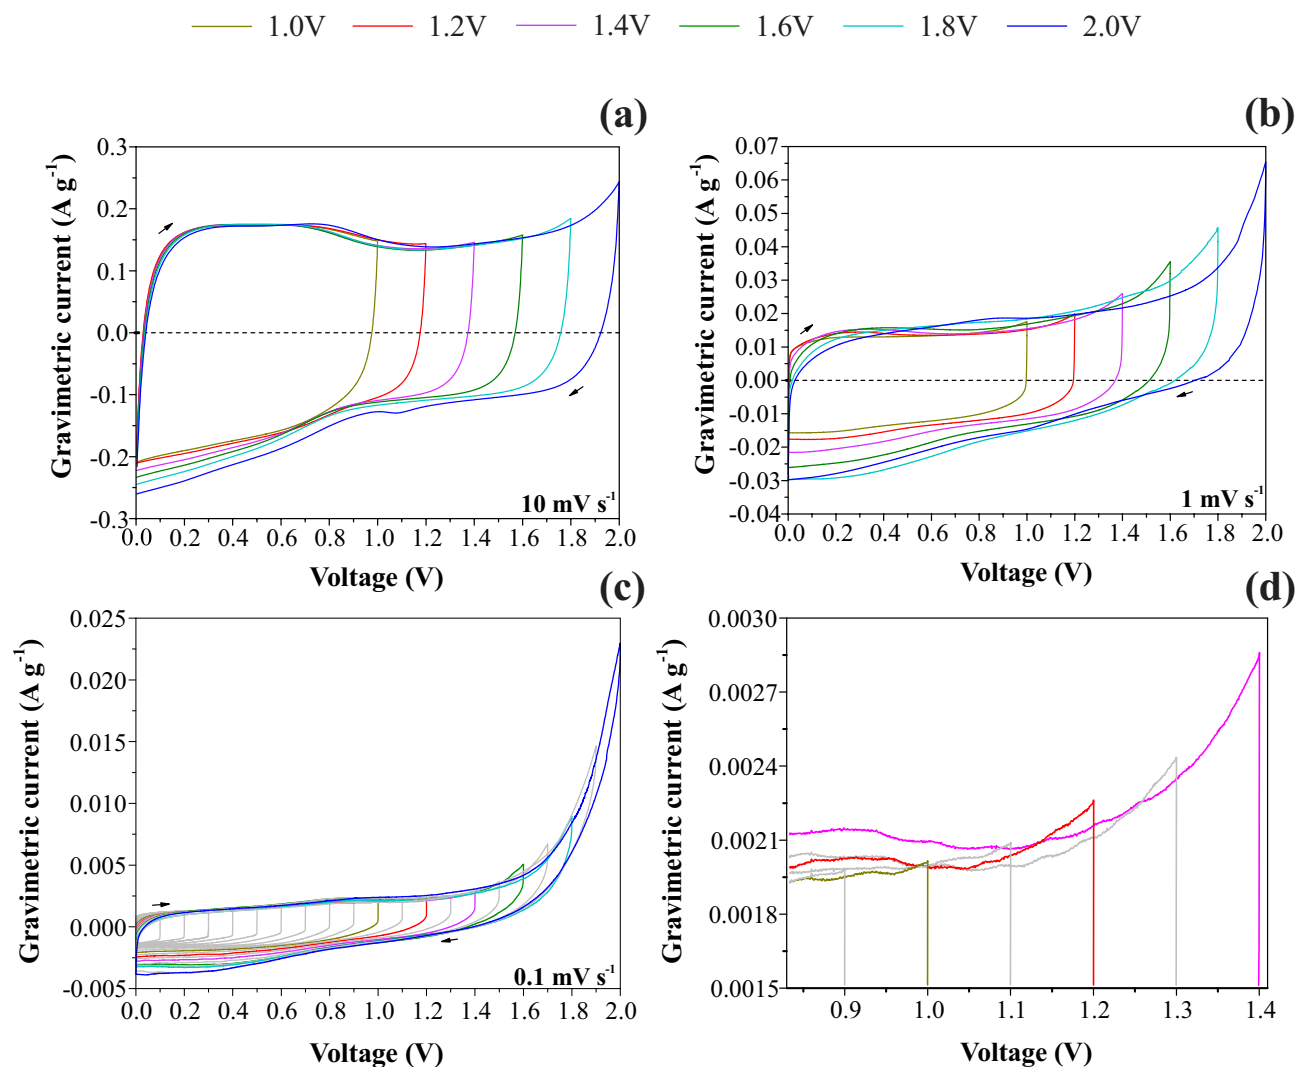 1.0V 1.2V 1.4V 1.6V 1.8V 2.0V
(a)
Gravimetric current (A g⁻¹)
0.3
0.2
0.1
0.0
-0.1
-0.2
-0.3
10 mV s⁻¹
0.0 0.2 0.4 0.6 0.8 1.0 1.2 1.4 1.6 1.8 2.0
Voltage (V)
(b)
Gravimetric current (A g⁻¹)
0.07
0.06
0.05
0.04
0.03
0.02
0.01
0.00
-0.01
-0.02
-0.03
-0.04
1 mV s⁻¹
0.0 0.2 0.4 0.6 0.8 1.0 1.2 1.4 1.6 1.8 2.0
Voltage (V)
(c)
Gravimetric current (A g⁻¹)
0.025
0.020
0.015
0.010
0.005
0.000
-0.005
0.1 mV s⁻¹
0.0 0.2 0.4 0.6 0.8 1.0 1.2 1.4 1.6 1.8 2.0
Voltage (V)
(d)
Gravimetric current (A g⁻¹)
0.0030
0.0027
0.0024
0.0021
0.0018
0.0015
0.9 1.0 1.1 1.2 1.3 1.4
Voltage (V)